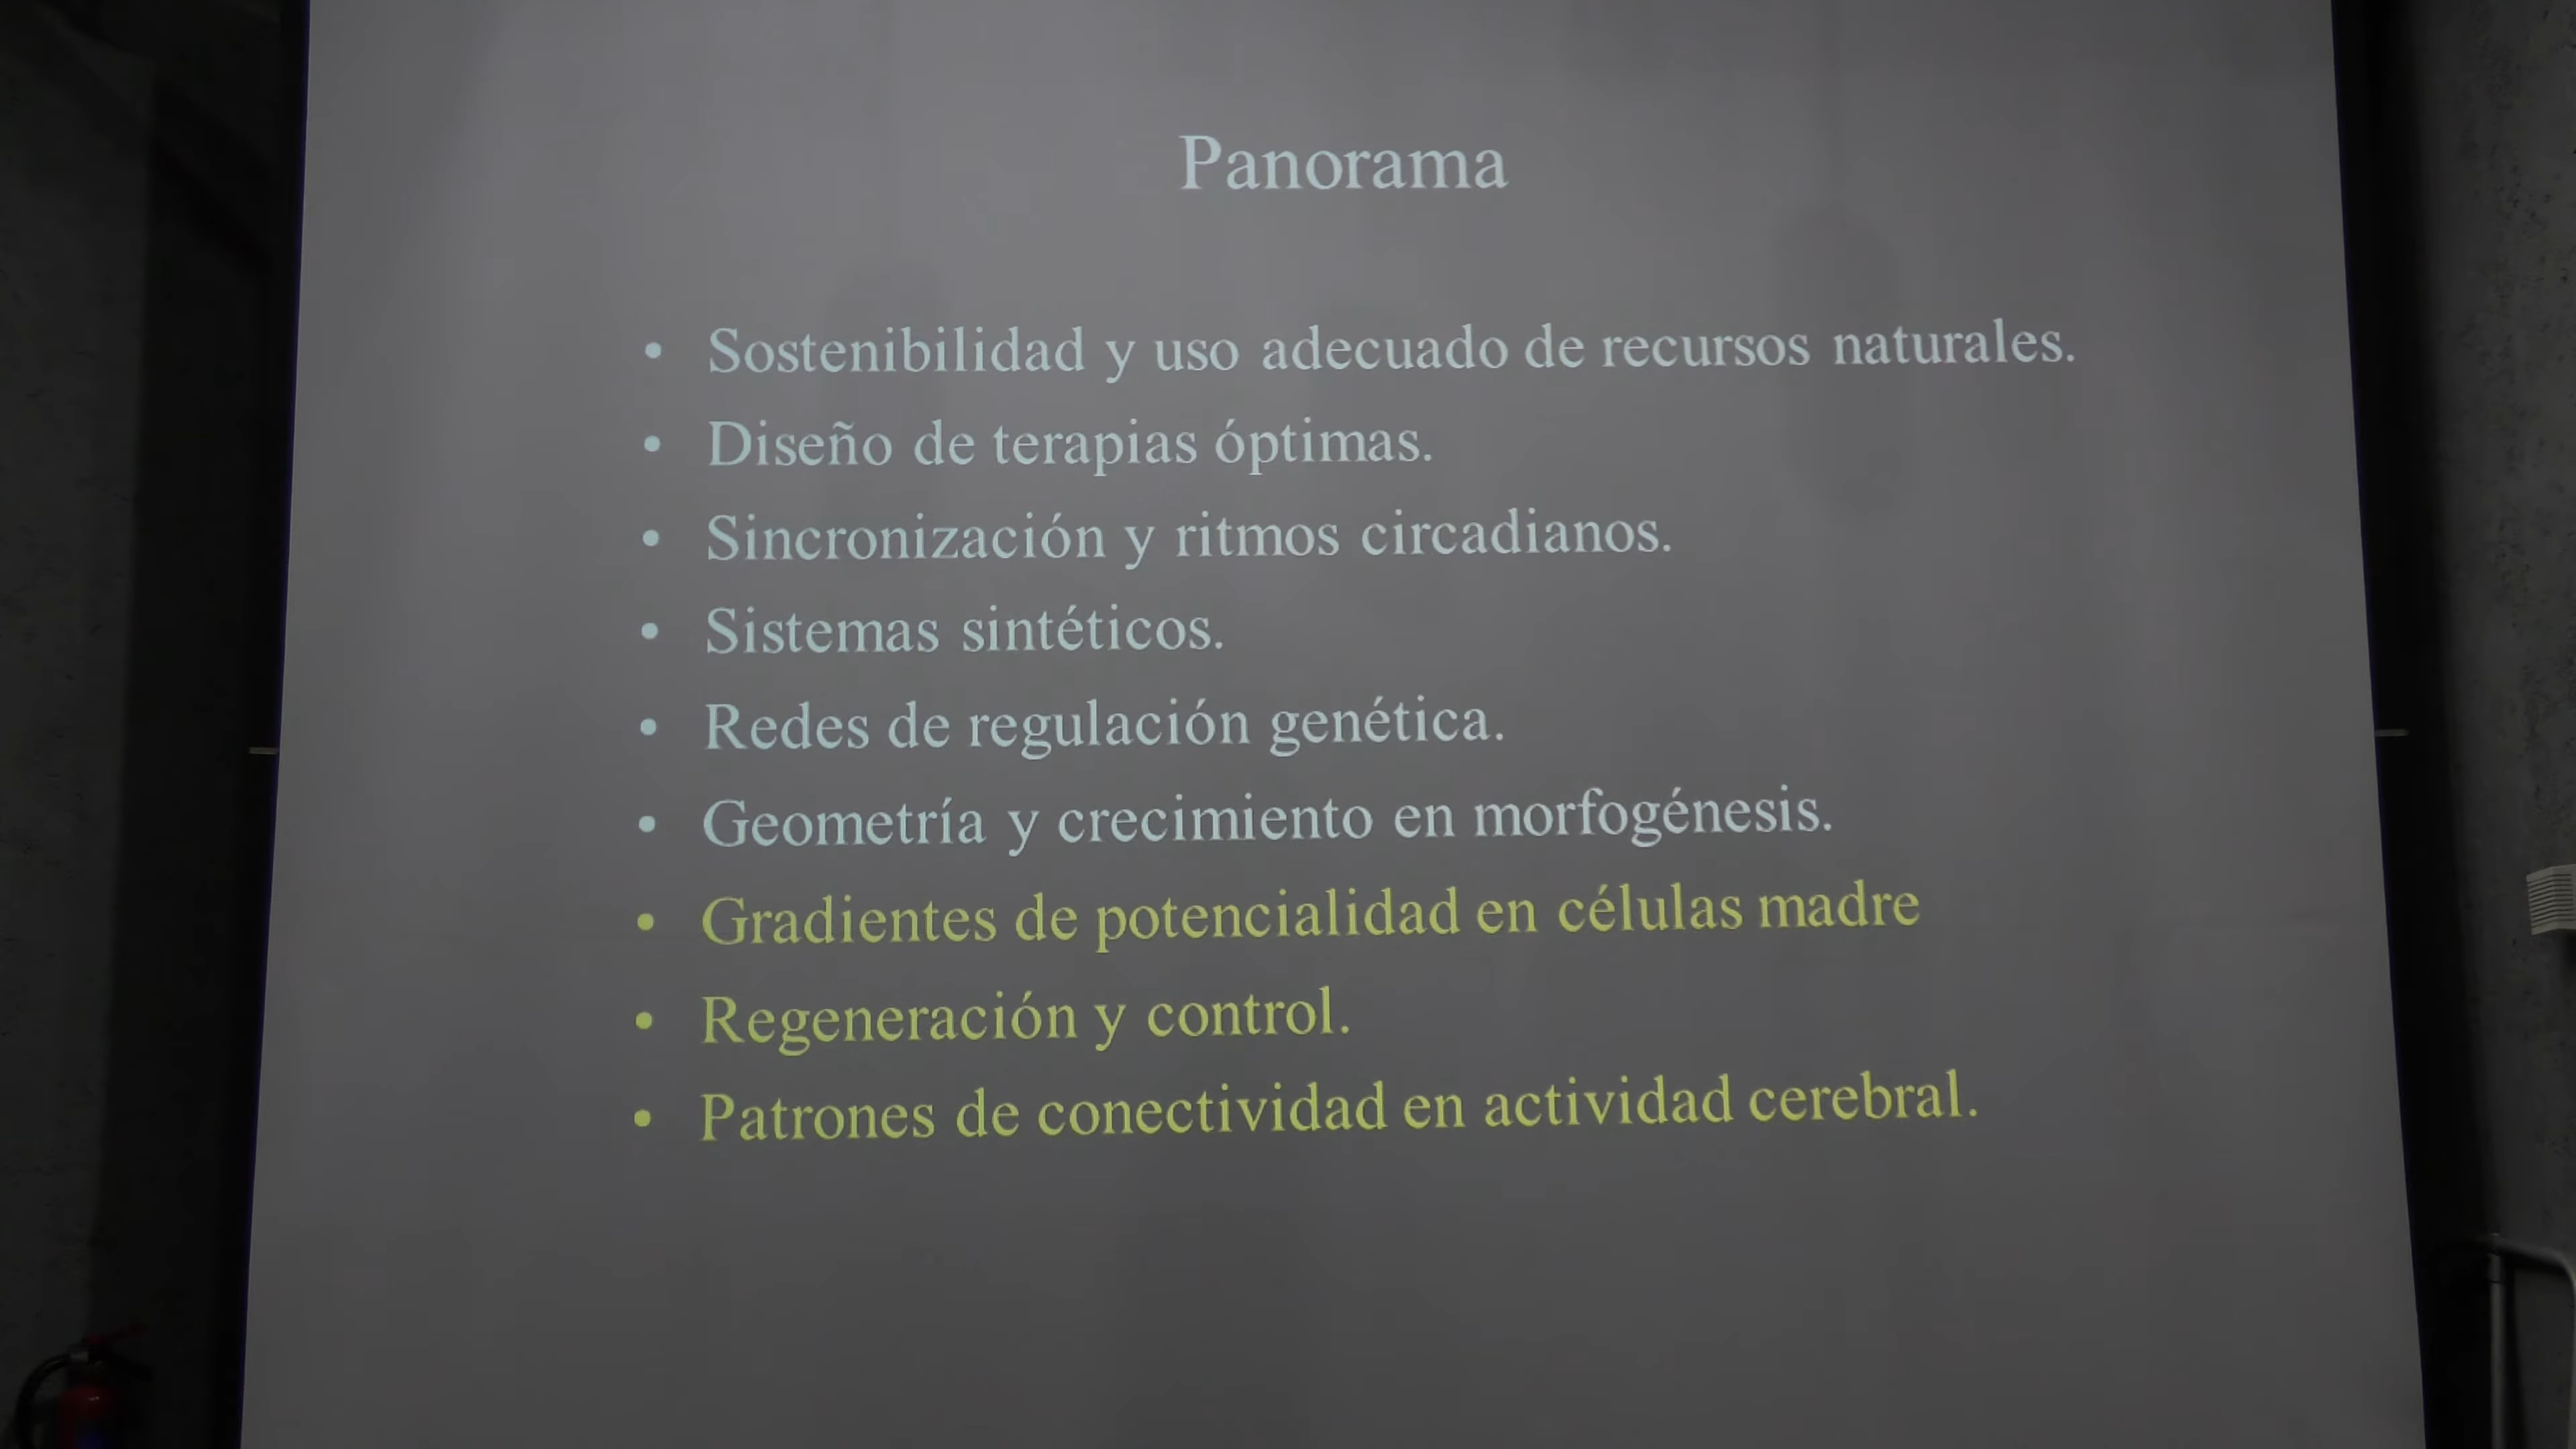 Panorama
• Sostenibilidad y uso adecuado de recursos naturales.
• Diseño de terapias óptimas.
• Sincronización y ritmos circadianos.
• Sistemas sintéticos.
• Redes de regulación genética.
• Geometría y crecimiento en morfogénesis.
• Gradientes de potencialidad en células madre
• Regeneración y control.
• Patrones de conectividad en actividad cerebral.